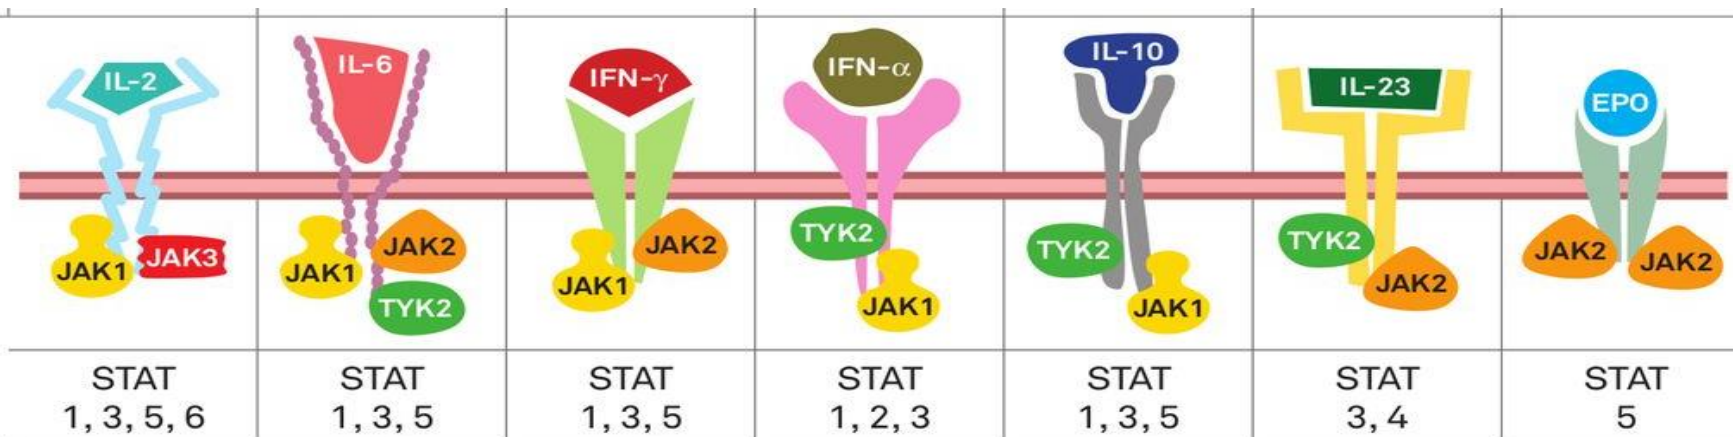 IL-2
JAK1
JAK3
STAT
1, 3, 5, 6
IL-6
JAK1
JAK2
TYK2
STAT
1, 3, 5
IFN-γ
JAK1
JAK2
STAT
1, 3, 5
IFN-α
TYK2
JAK1
STAT
1, 2, 3
IL-10
TYK2
JAK1
STAT
1, 3, 5
IL-23
TYK2
JAK2
STAT
3, 4
EPO
JAK2
JAK2
STAT
5